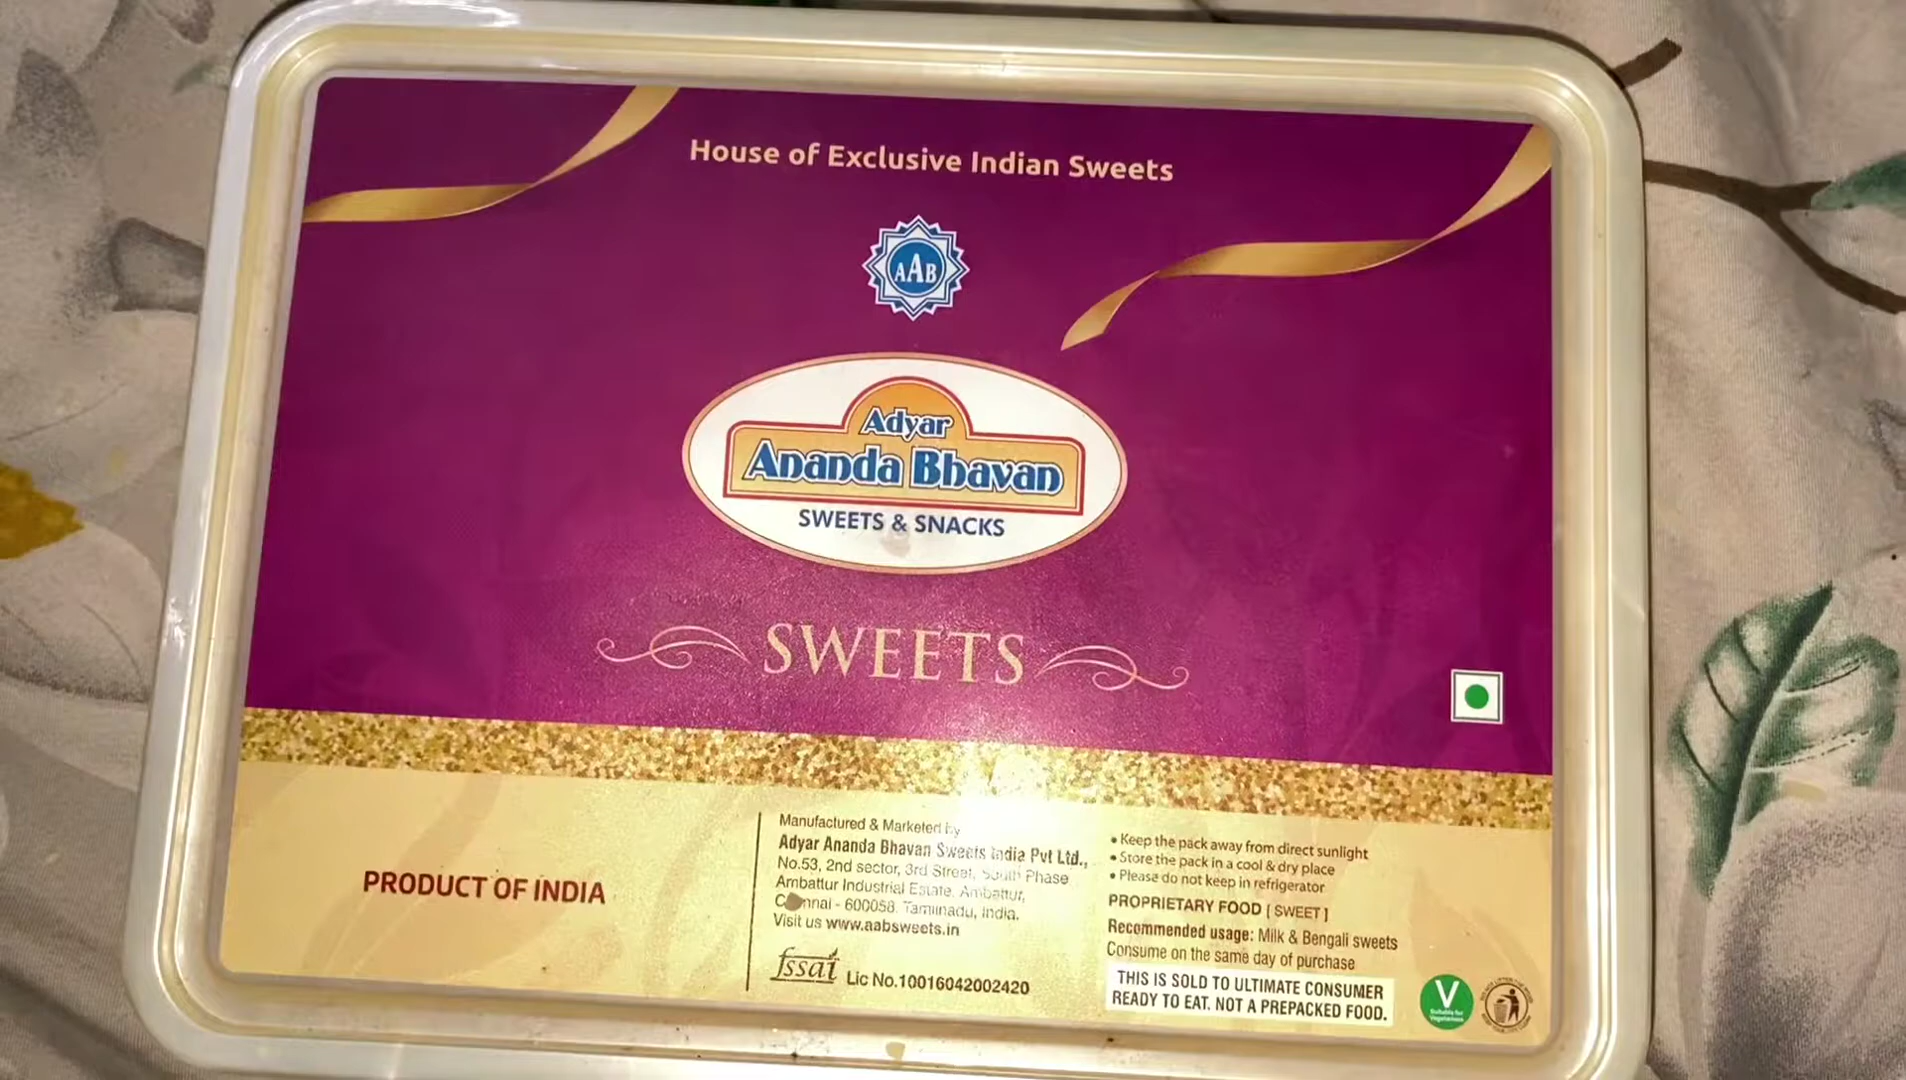 House of Exclusive Indian Sweets
AAB
Adyar
Ananda Bhavan
SWEETS & SNACKS
SWEETS
PRODUCT OF INDIA
Manufactured & Marketed by
Adyar Ananda Bhavan Sweets India Pvt Ltd.,
No.53, 2nd sector, 3rd Street, South Phase
Ambattur Industrial Estate, Ambattur,
Chennai - 600058. Tamilnadu, India.
Visit us www.aabsweets.in
fssai Lic No.10016042002420
• Keep the pack away from direct sunlight
• Store the pack in a cool & dry place
• Please do not keep in refrigerator
PROPRIETARY FOOD [ SWEET ]
Recommended usage: Milk & Bengali sweets
Consume on the same day of purchase
THIS IS SOLD TO ULTIMATE CONSUMER
READY TO EAT. NOT A PREPACKED FOOD.
V
Suitable for
Vegetarians